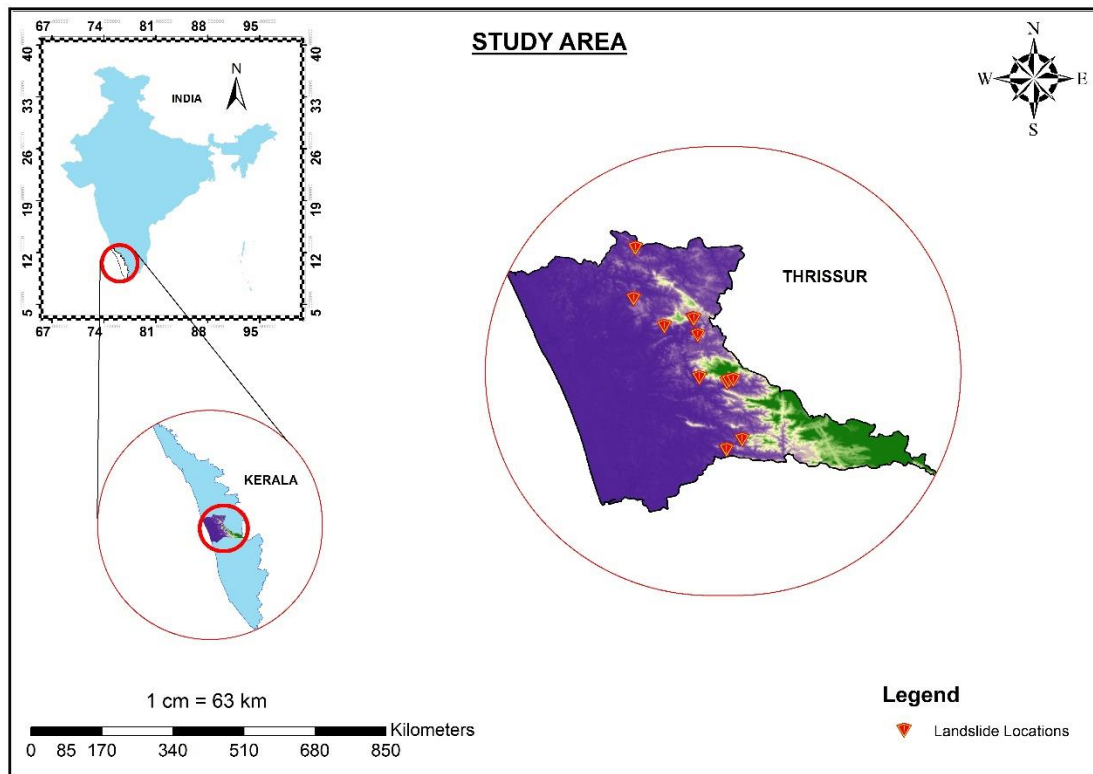 STUDY AREA
67 74 81 88 95
40
33
26
19
12
5
40
33
26
19
12
5
INDIA
N
67 74 81 88 95
N
W E
S
THRISSUR
KERALA
1 cm = 63 km
Kilometers
0 85 170 340 510 680 850
Legend
Landslide Locations